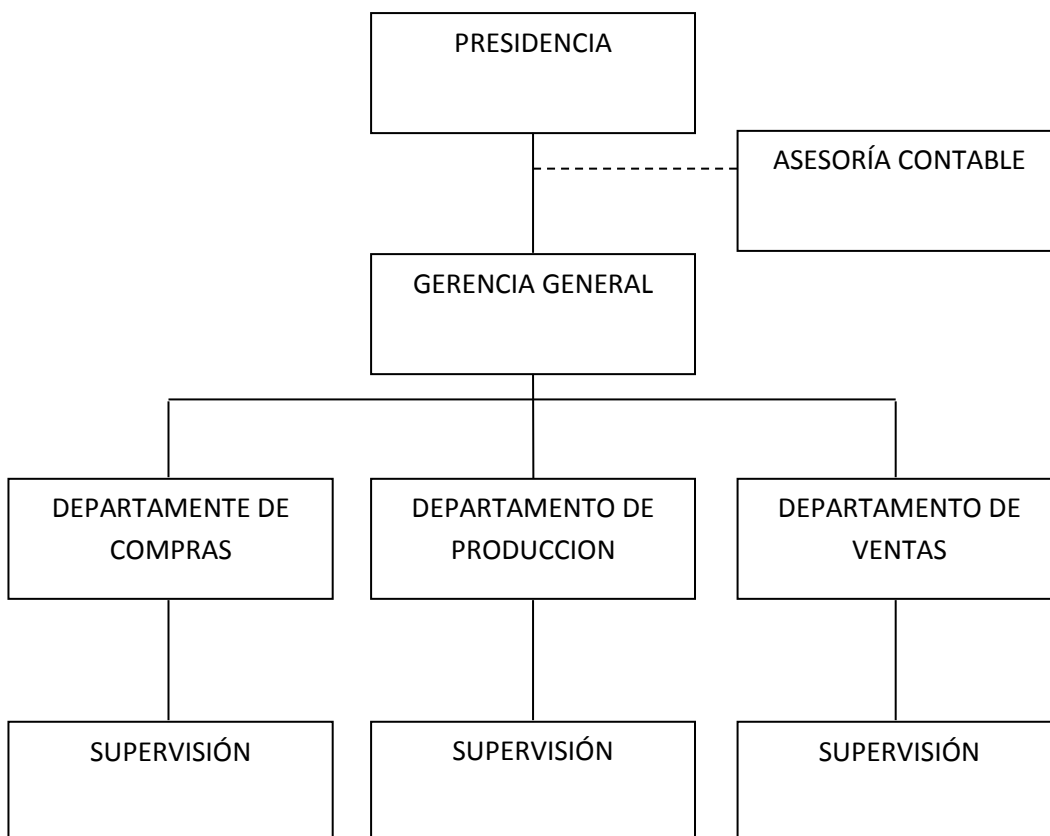 PRESIDENCIA
ASESORÍA CONTABLE
GERENCIA GENERAL
DEPARTAMENTE DE
COMPRAS
DEPARTAMENTO DE
PRODUCCION
DEPARTAMENTO DE
VENTAS
SUPERVISIÓN
SUPERVISIÓN
SUPERVISIÓN